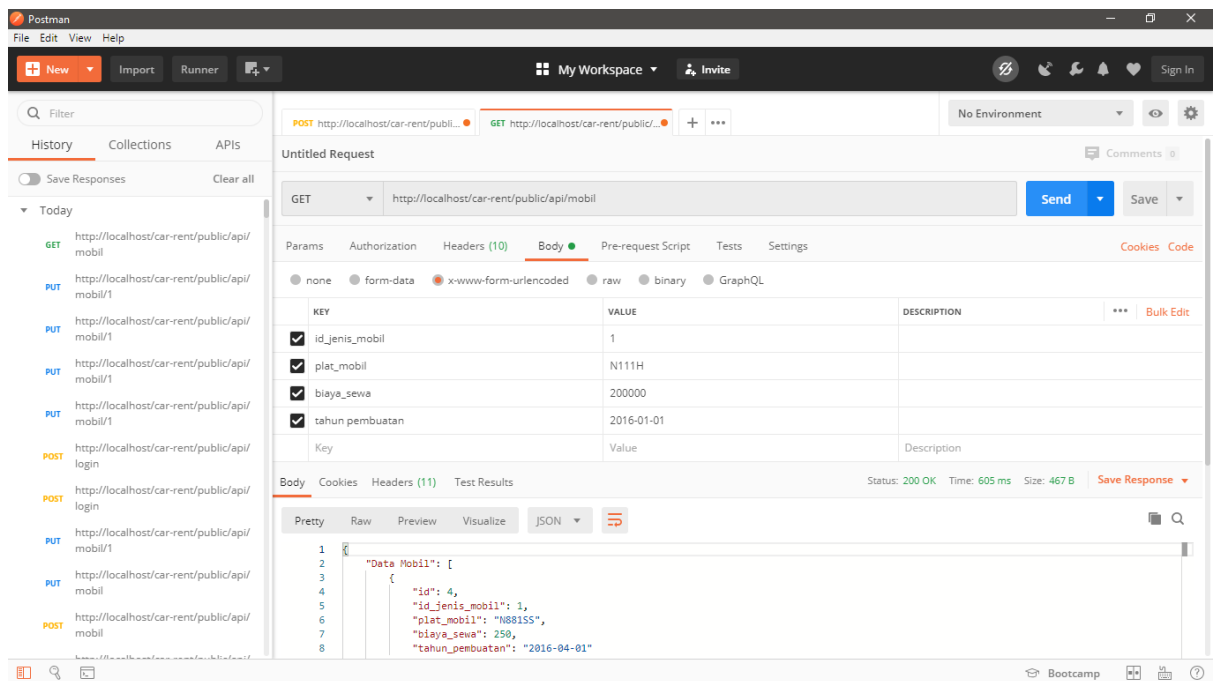 Postman
File Edit View Help
New Import Runner My Workspace Invite Sign In
Filter
History Collections APIs
Save Responses Clear all
Today
GET http://localhost/car-rent/public/api/
mobil
PUT http://localhost/car-rent/public/api/
mobil/1
PUT http://localhost/car-rent/public/api/
mobil/1
PUT http://localhost/car-rent/public/api/
mobil/1
PUT http://localhost/car-rent/public/api/
mobil/1
POST http://localhost/car-rent/public/api/
login
POST http://localhost/car-rent/public/api/
login
PUT http://localhost/car-rent/public/api/
mobil/1
PUT http://localhost/car-rent/public/api/
mobil
POST http://localhost/car-rent/public/api/
mobil
POST http://localhost/car-rent/publi... GET http://localhost/car-rent/public/... + ••• No Environment
Untitled Request Comments 0
GET http://localhost/car-rent/public/api/mobil Send Save
Params Authorization Headers (10) Body Pre-request Script Tests Settings Cookies Code
none form-data x-www-form-urlencoded raw binary GraphQL
KEY VALUE DESCRIPTION ••• Bulk Edit
id_jenis_mobil 1
plat_mobil N111H
biaya_sewa 200000
tahun pembuatan 2016-01-01
Key Value Description
Body Cookies Headers (11) Test Results Status: 200 OK Time: 605 ms Size: 467 B Save Response
Pretty Raw Preview Visualize JSON
1 {
2 "Data Mobil": [
3 {
4 "id": 4,
5 "id_jenis_mobil": 1,
6 "plat_mobil": "N881SS",
7 "biaya_sewa": 250,
8 "tahun_pembuatan": "2016-04-01"
Bootcamp